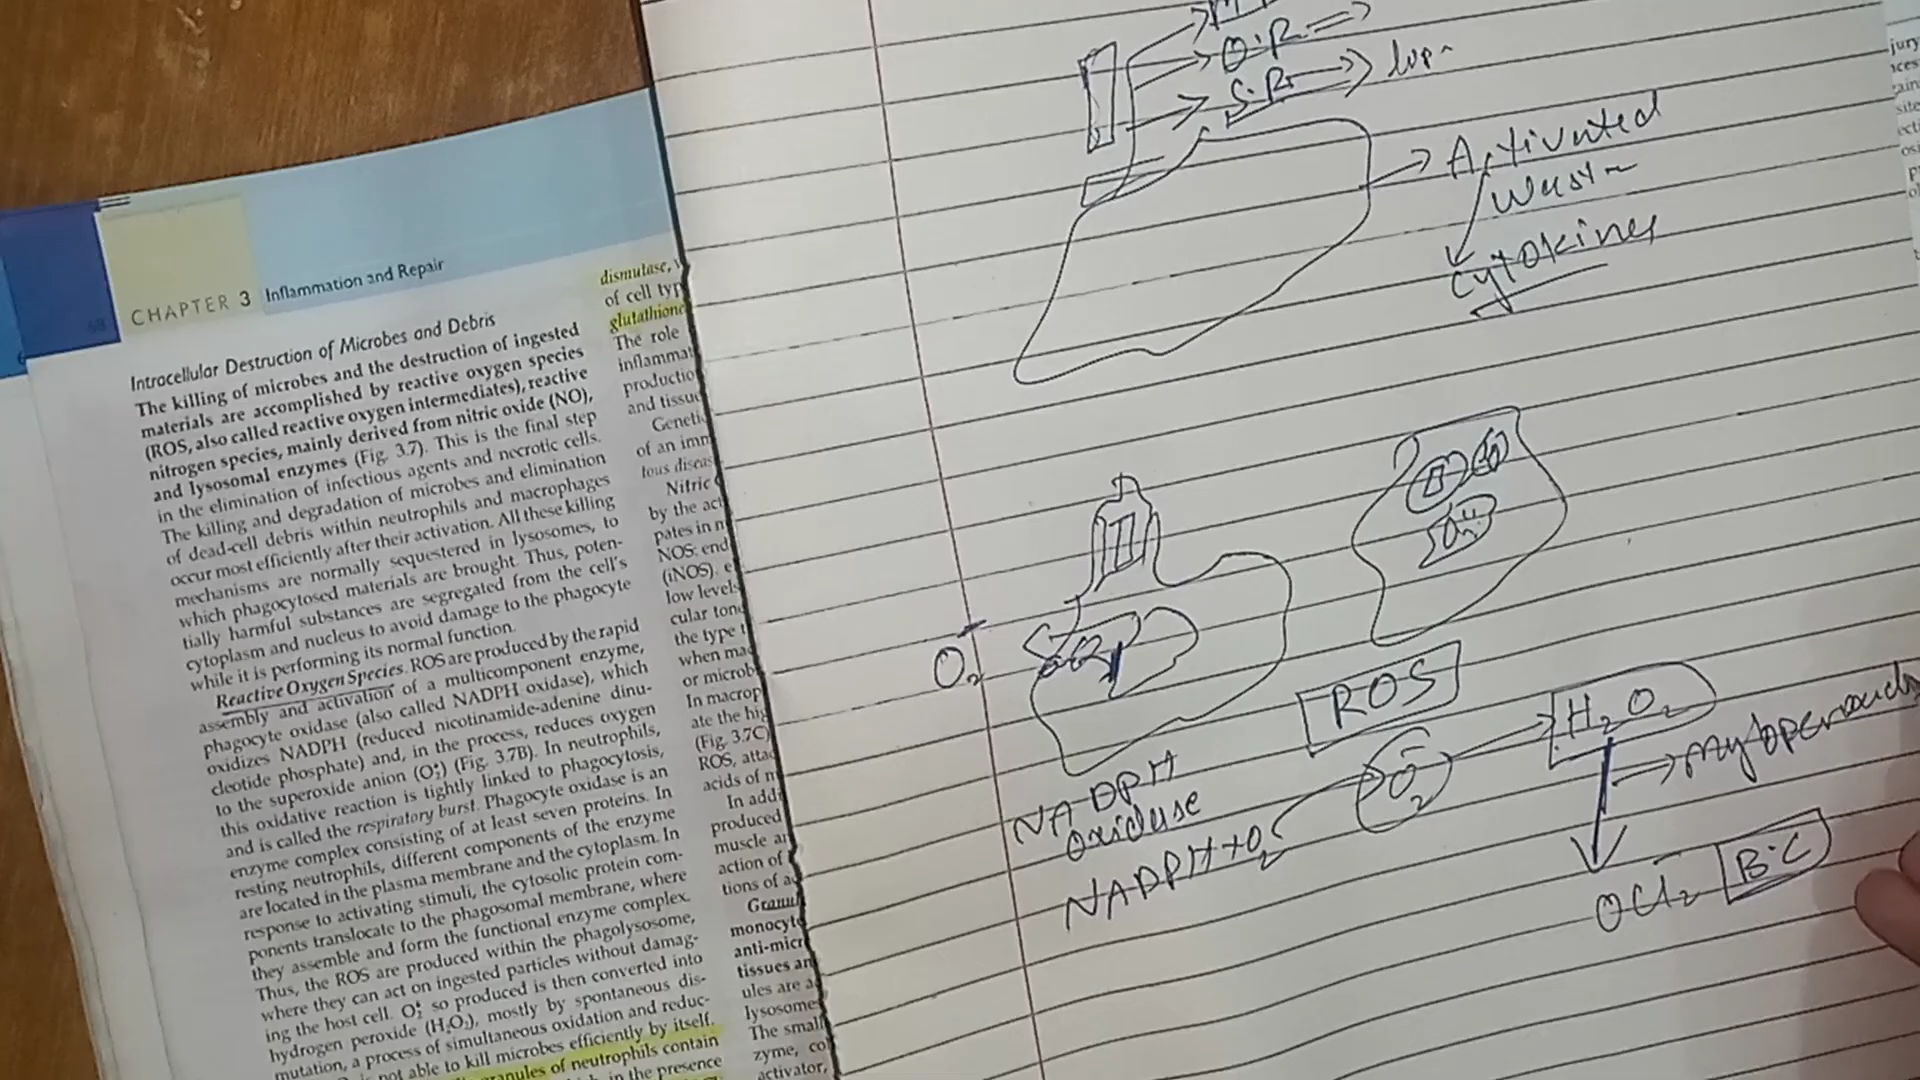 CHAPTER 3 Inflammation and Repair
Intracellular Destruction of Microbes and Debris
The killing of microbes and the destruction of ingested
materials are accomplished by reactive oxygen species
(ROS, also called reactive oxygen intermediates), reactive
nitrogen species, mainly derived from nitric oxide (NO),
and lysosomal enzymes (Fig. 3.7). This is the final step
in the elimination of infectious agents and necrotic cells.
The killing and degradation of microbes and elimination
of dead-cell debris within neutrophils and macrophages
occur most efficiently after their activation. All these killing
mechanisms are normally sequestered in lysosomes, to
which phagocytosed materials are brought. Thus, poten-
tially harmful substances are segregated from the cell's
cytoplasm and nucleus to avoid damage to the phagocyte
while it is performing its normal function.
Reactive Oxygen Species. ROS are produced by the rapid
assembly and activation of a multicomponent enzyme,
phagocyte oxidase (also called NADPH oxidase), which
oxidizes NADPH (reduced nicotinamide-adenine dinu-
cleotide phosphate) and, in the process, reduces oxygen
to the superoxide anion (O₂•) (Fig. 3.7B). In neutrophils,
this oxidative reaction is tightly linked to phagocytosis,
and is called the respiratory burst. Phagocyte oxidase is an
enzyme complex consisting of at least seven proteins. In
resting neutrophils, different components of the enzyme
are located in the plasma membrane and the cytoplasm. In
response to activating stimuli, the cytosolic protein com-
ponents translocate to the phagosomal membrane, where
they assemble and form the functional enzyme complex.
Thus, the ROS are produced within the phagolysosome,
where they can act on ingested particles without damag-
ing the host cell. O₂• so produced is then converted into
hydrogen peroxide (H₂O₂), mostly by spontaneous dis-
mutation, a process of simultaneous oxidation and reduc-
not able to kill microbes efficiently by itself.
granules of neutrophils contain
in the presence
dismutase,
of cell typ
glutathione
The role
inflammat
productio
and tissue
Geneti
of an imm
tous diseas
Nitric
by the act
pates in m
NOS: end
(iNOS), e
low levels
cular tone
the type
when mac
or microb
In macrop
ate the hig
(Fig. 3.7C)
ROS, attac
acids of m
In addi
produced
muscle an
action of
tions of a
Granul
monocyte
anti-micr
tissues an
ules are a
lysosome
The small
zyme, co
activator,
O.R. →
S.R. →
Activated
Cytokines
O₂
ROS
H₂O₂
NADPH
oxidase
NADPH+O₂
O₂⁻
OCl₂ B.C